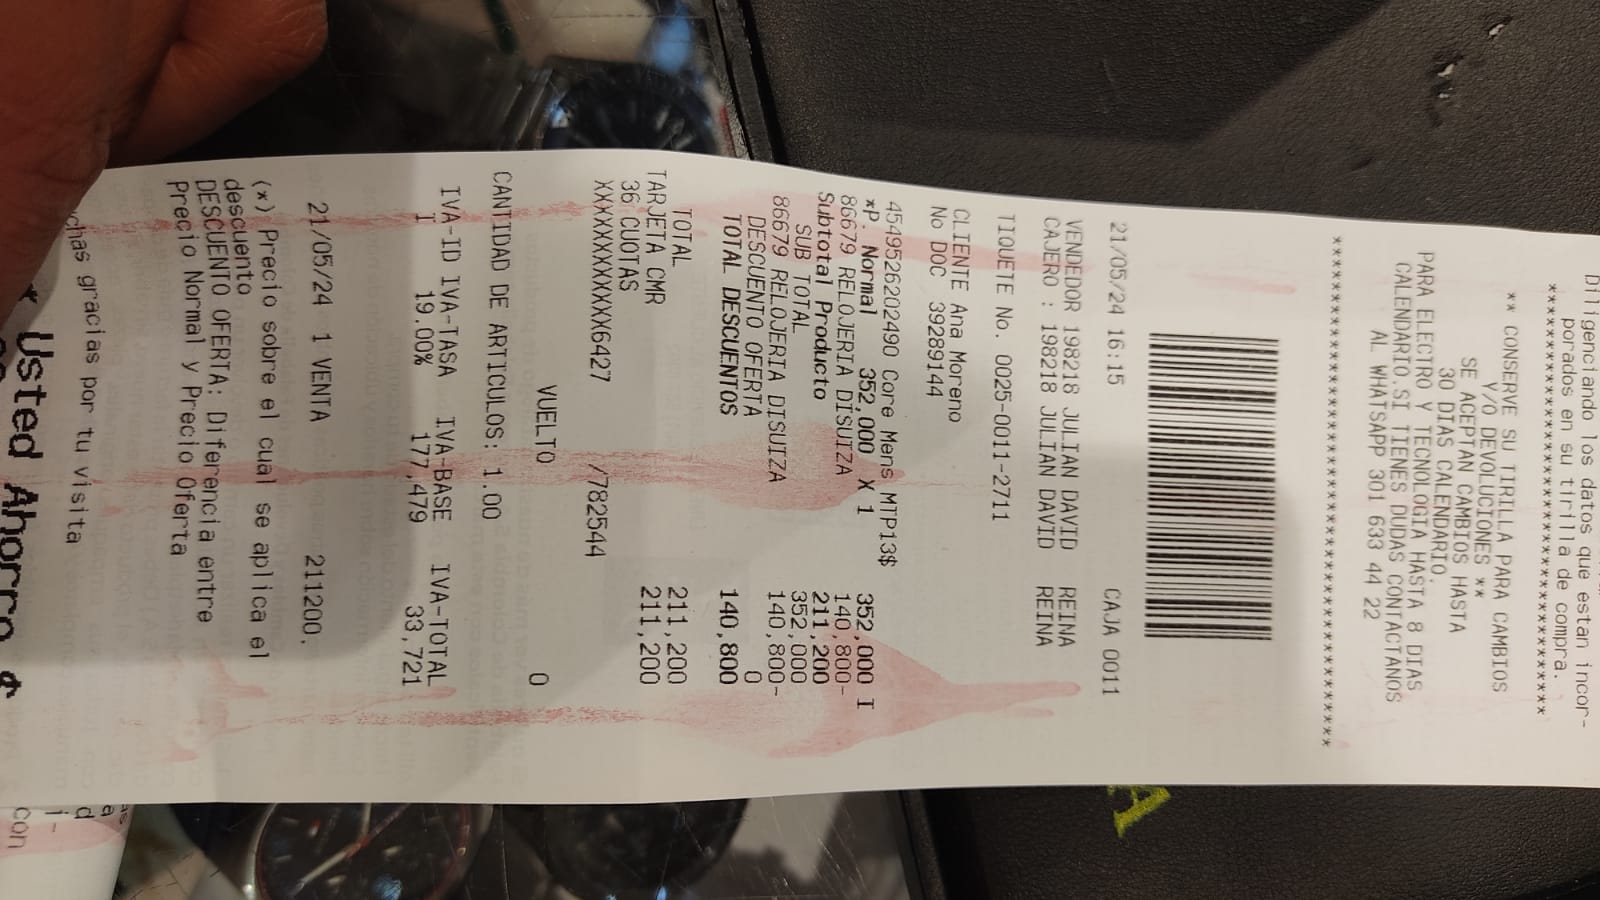 Diligenciando los datos que estan incor-
porados en su tirilla de compra.
** CONSERVE SU TIRILLA PARA CAMBIOS
Y/O DEVOLUCIONES **
SE ACEPTAN CAMBIOS HASTA
30 DIAS CALENDARIO.
PARA ELECTRO Y TECNOLOGIA HASTA 8 DIAS
CALENDARIO.SI TIENES DUDAS CONTACTANOS
AL WHATSAPP 301 633 44 22
21/05/24 16:15 CAJA 0011
VENDEDOR 198218 JULIAN DAVID REINA
CAJERO : 198218 JULIAN DAVID REINA
TIQUETE No. 0025-0011-2711
CLIENTE Ana Moreno
No DOC 39289144
4549526202490 Core Mens MTP13$
*P. Normal 352,000 X 1 352,000 I
86679 RELOJERIA DISUIZA 140,800-
Subtotal Producto 211,200
SUB TOTAL 352,000
86679 RELOJERIA DISUIZA 140,800-
DESCUENTO OFERTA 0
TOTAL DESCUENTOS 140,800
TOTAL 211,200
TARJETA CMR 211,200
36 CUOTAS
XXXXXXXXXXXX6427 /782544
VUELTO 0
CANTIDAD DE ARTICULOS: 1.00
IVA-ID IVA-TASA IVA-BASE IVA-TOTAL
I 19.00% 177,479 33,721
21/05/24 1 VENTA 211200.
(*) Precio sobre el cual se aplica el
descuento
DESCUENTO OFERTA: Diferencia entre
Precio Normal y Precio Oferta
chas gracias por tu visita
* Usted Ahorro $
con